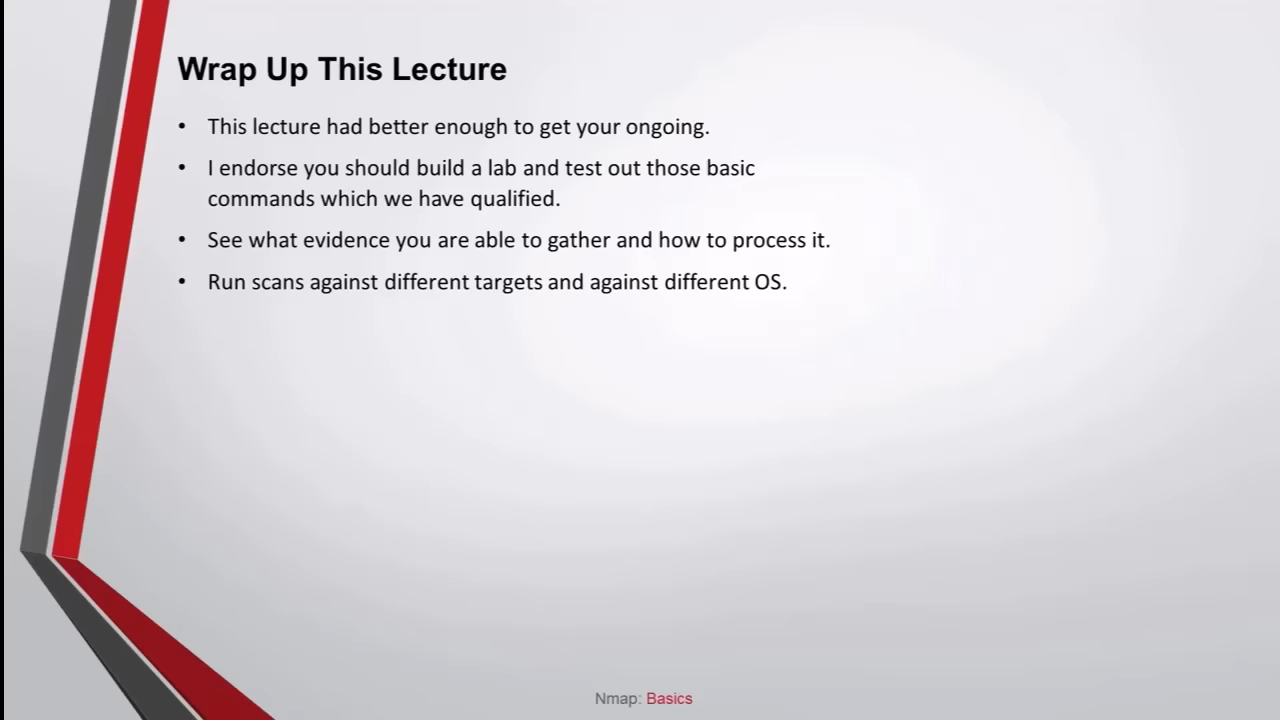 Wrap Up This Lecture
• This lecture had better enough to get your ongoing.
• I endorse you should build a lab and test out those basic
commands which we have qualified.
• See what evidence you are able to gather and how to process it.
• Run scans against different targets and against different OS.
Nmap: Basics